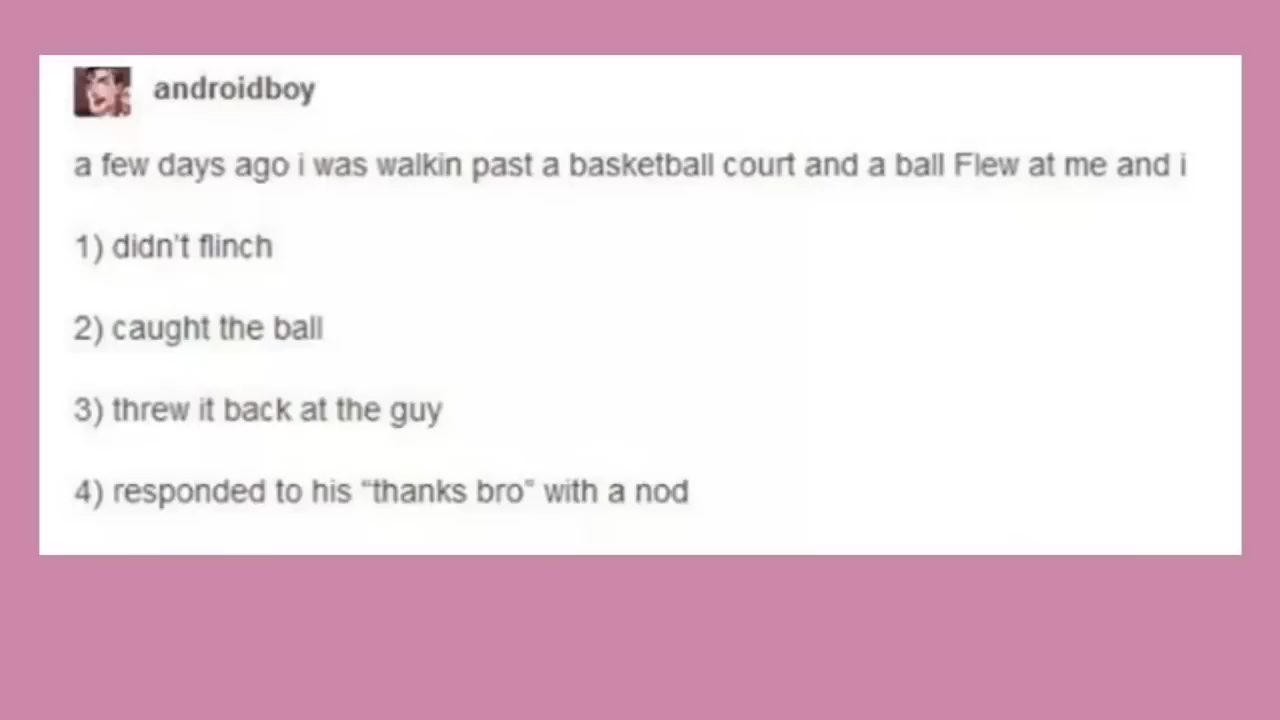 androidboy
a few days ago i was walkin past a basketball court and a ball Flew at me and i
1) didn't flinch
2) caught the ball
3) threw it back at the guy
4) responded to his “thanks bro” with a nod